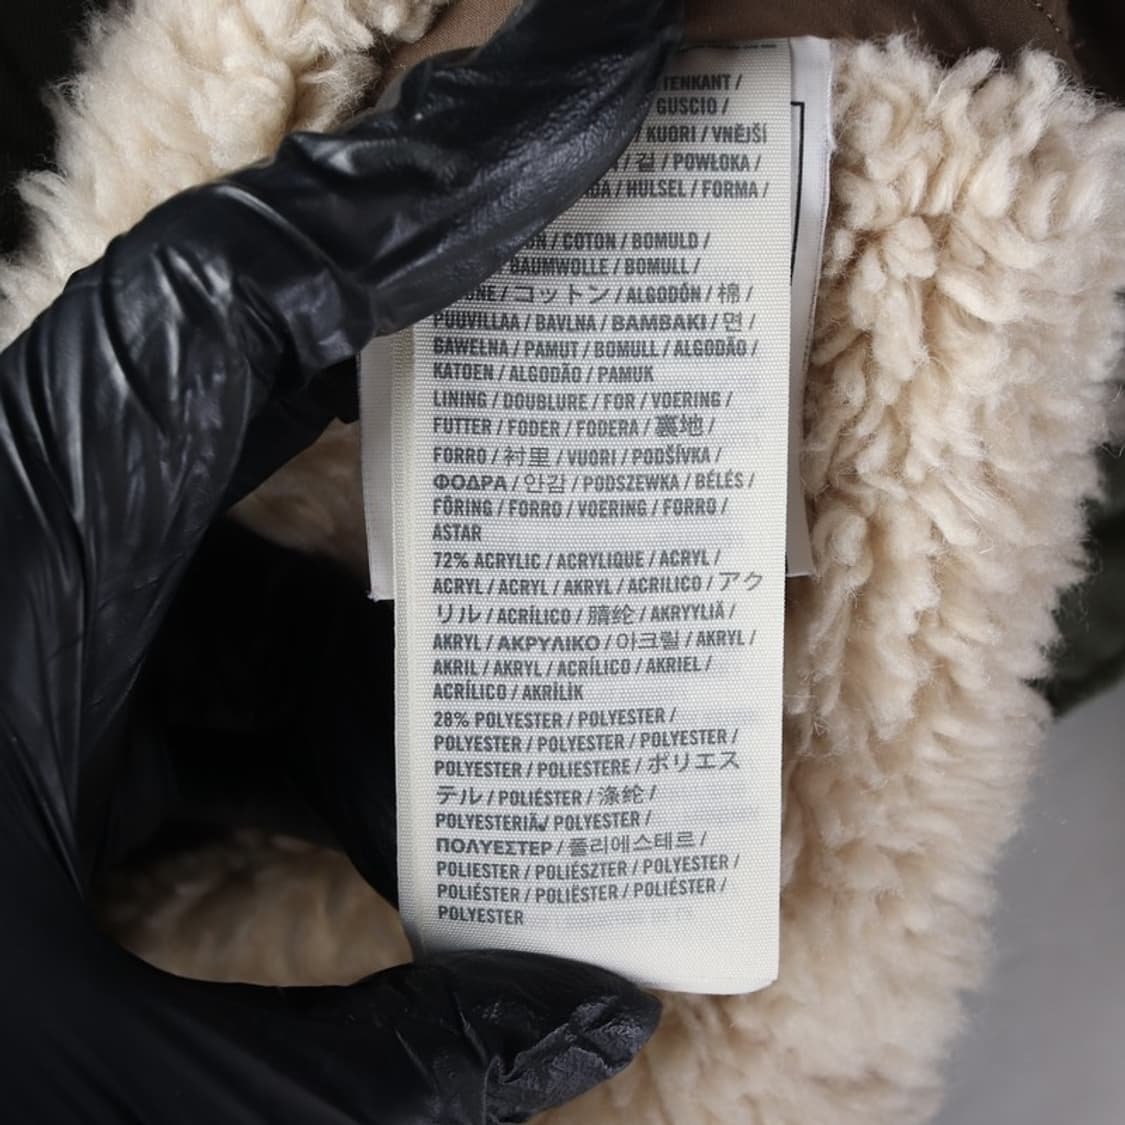 TENKANT /
GUSCIO /
/ KUORI / VNĚJŠÍ
/ 겉 / POWŁOKA /
/ HULSEL / FORMA /
/ COTON / BOMULD /
BAUMWOLLE / BOMULL /
/ コットン / ALGODÓN / 棉 /
PUUVILLAA / BAVLNA / ΒΑΜΒΑΚΙ / 면 /
BAWEŁNA / PAMUT / BOMULL / ALGODÃO /
KATOEN / ALGODÃO / PAMUK
LINING / DOUBLURE / FOR / VOERING /
FUTTER / FODER / FODERA / 裏地 /
FORRO / 衬里 / VUORI / PODŠÍVKA /
ΦΟΔΡΑ / 안감 / PODSZEWKA / BÉLÉS /
FÔRING / FORRO / VOERING / FORRO /
ASTAR
72% ACRYLIC / ACRYLIQUE / ACRYL /
ACRYL / ACRYL / AKRYL / ACRILICO / アク
リル / ACRÍLICO / 腈纶 / AKRYYLIÄ /
AKRYL / ΑΚΡΥΛΙΚΟ / 아크릴 / AKRYL /
AKRIL / AKRYL / ACRÍLICO / AKRIEL /
ACRÍLICO / AKRİLİK
28% POLYESTER / POLYESTER /
POLYESTER / POLYESTER / POLYESTER /
POLYESTER / POLIESTERE / ポリエス
テル / POLIÉSTER / 涤纶 /
POLYESTERIÄ / POLYESTER /
ΠΟΛΥΕΣΤΕΡ / 폴리에스테르 /
POLIESTER / POLIÉSZTER / POLYESTER /
POLIÉSTER / POLIËSTER / POLIÉSTER /
POLYESTER